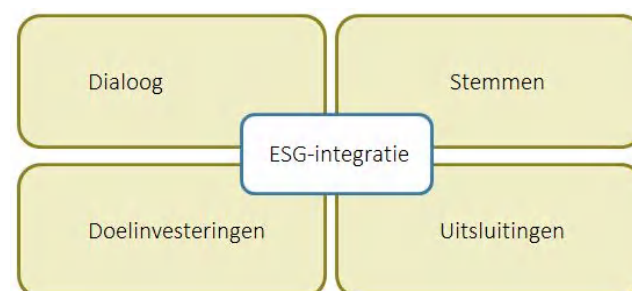 Dialoog
Stemmen
ESG-integratie
Doelinvesteringen
Uitsluitingen